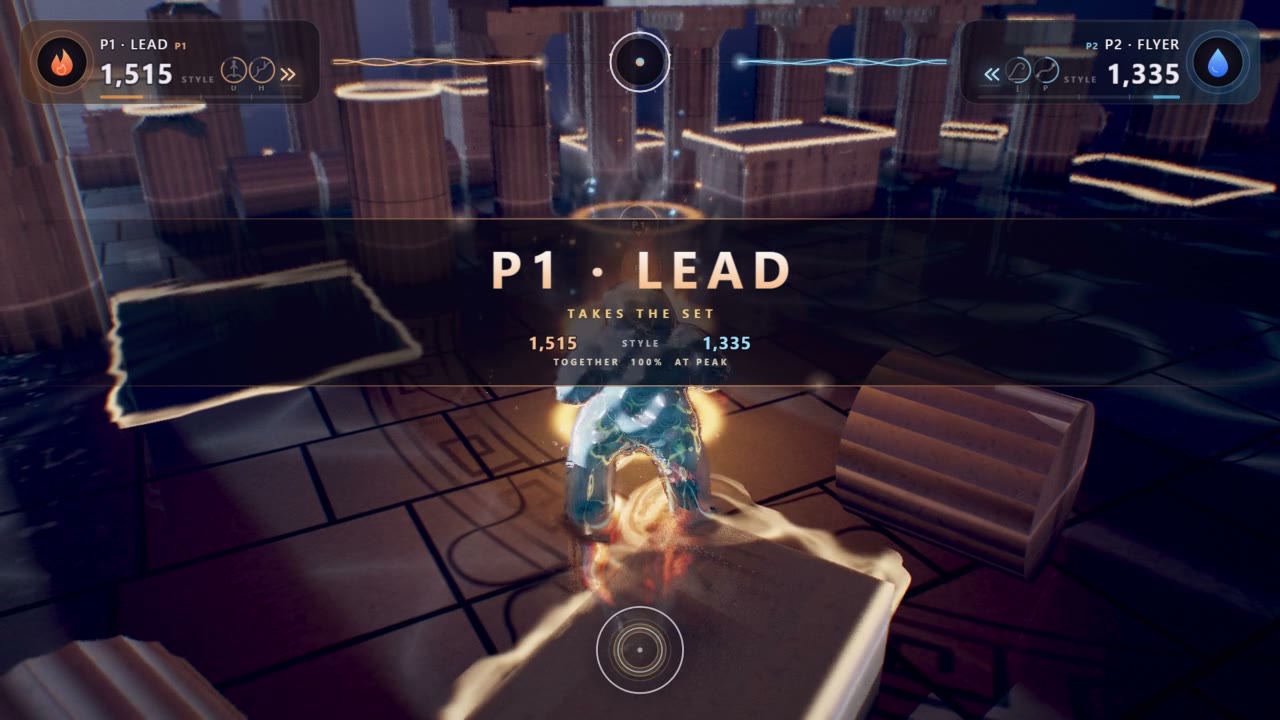 P1 · LEAD P1
1,515 STYLE
U H
P2 P2 · FLYER
STYLE 1,335
L P
P1
P1 · LEAD
TAKES THE SET
1,515 STYLE 1,335
TOGETHER 100% AT PEAK